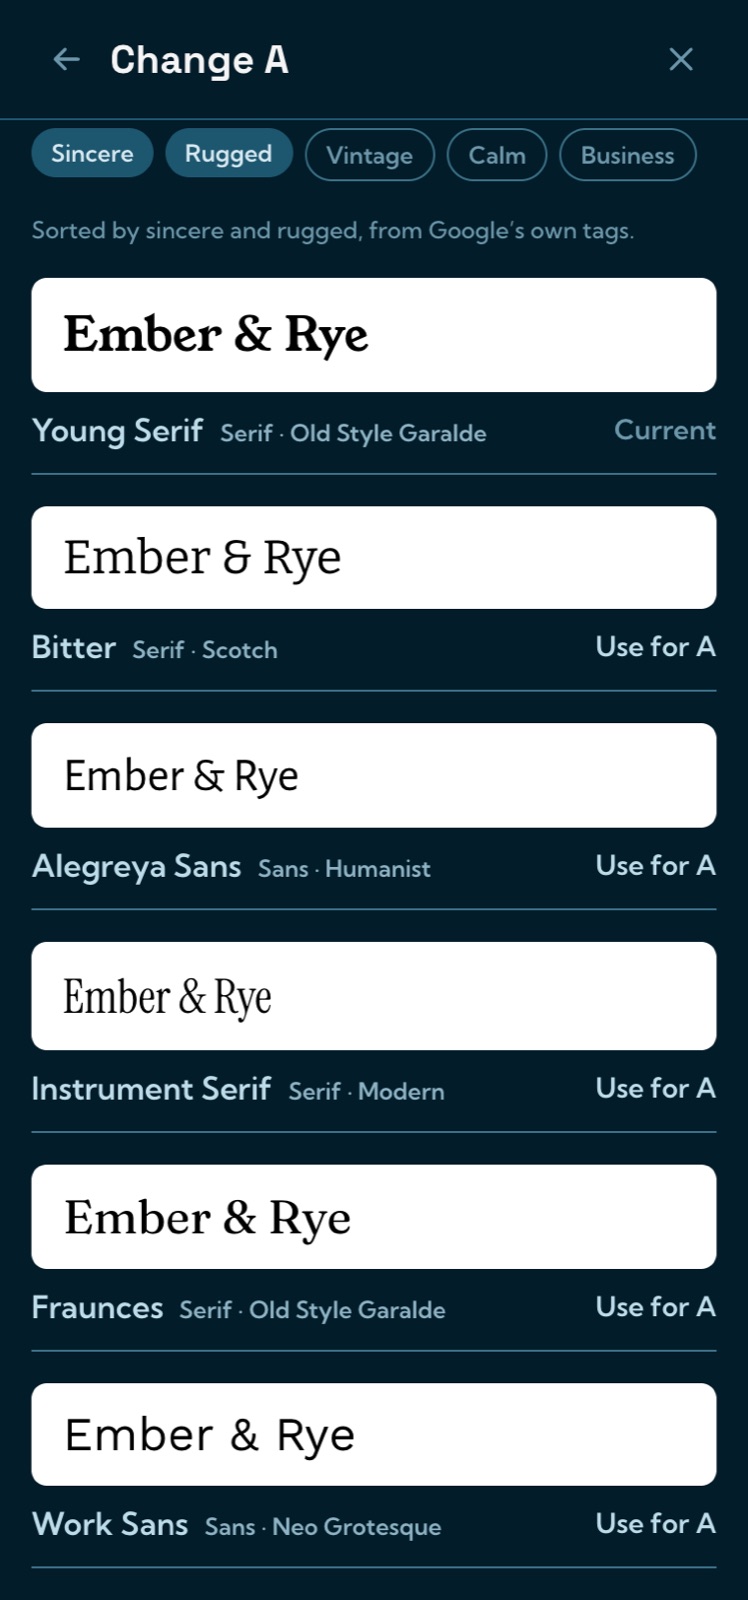 Change A
Sincere Rugged Vintage Calm Business
Sorted by sincere and rugged, from Google’s own tags.
Ember & Rye
Young Serif Serif · Old Style Garalde Current
Ember & Rye
Bitter Serif · Scotch Use for A
Ember & Rye
Alegreya Sans Sans · Humanist Use for A
Ember & Rye
Instrument Serif Serif · Modern Use for A
Ember & Rye
Fraunces Serif · Old Style Garalde Use for A
Ember & Rye
Work Sans Sans · Neo Grotesque Use for A